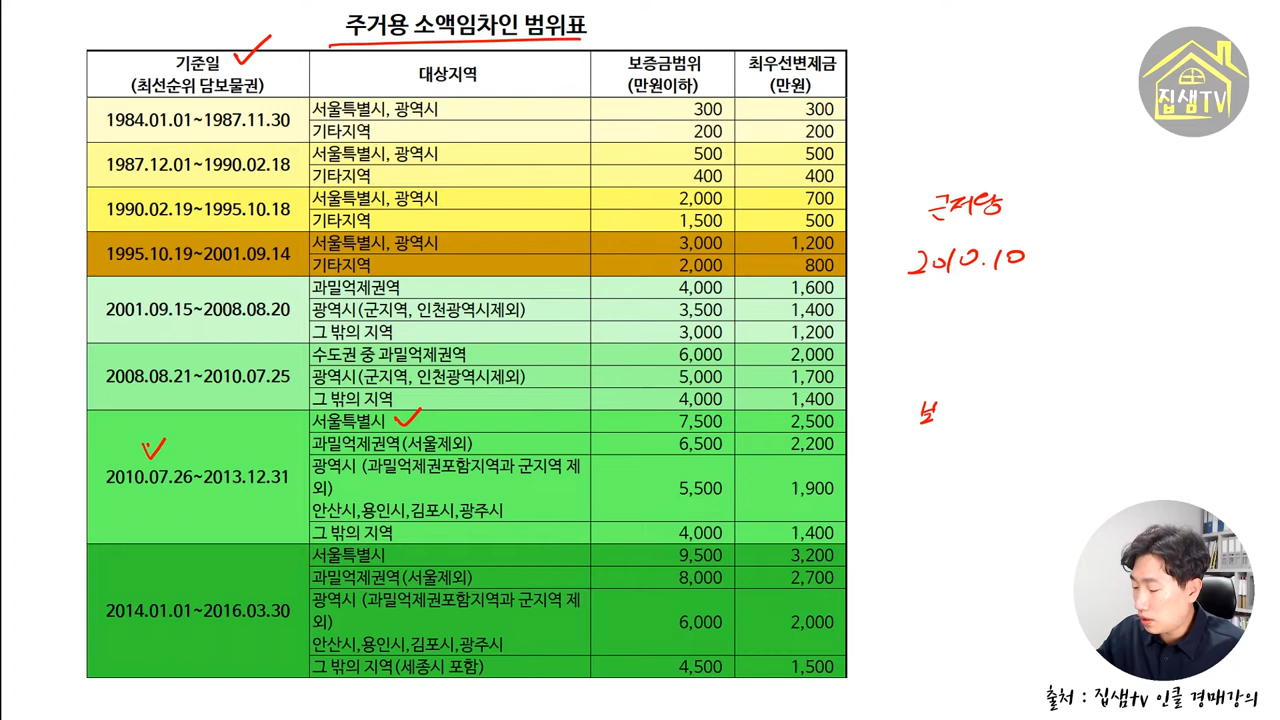 주거용 소액임차인 범위표
기준일 대상지역 보증금범위 최우선변제금
(최선순위 담보물권) (만원이하) (만원)
1984.01.01~1987.11.30 서울특별시, 광역시 300 300
기타지역 200 200
1987.12.01~1990.02.18 서울특별시, 광역시 500 500
기타지역 400 400
1990.02.19~1995.10.18 서울특별시, 광역시 2,000 700
기타지역 1,500 500
1995.10.19~2001.09.14 서울특별시, 광역시 3,000 1,200
기타지역 2,000 800
2001.09.15~2008.08.20 과밀억제권역 4,000 1,600
광역시(군지역, 인천광역시제외) 3,500 1,400
그 밖의 지역 3,000 1,200
2008.08.21~2010.07.25 수도권 중 과밀억제권역 6,000 2,000
광역시(군지역, 인천광역시제외) 5,000 1,700
그 밖의 지역 4,000 1,400
2010.07.26~2013.12.31 서울특별시 7,500 2,500
과밀억제권역(서울제외) 6,500 2,200
광역시 (과밀억제권포함지역과 군지역 제
외) 5,500 1,900
안산시,용인시,김포시,광주시
그 밖의 지역 4,000 1,400
2014.01.01~2016.03.30 서울특별시 9,500 3,200
과밀억제권역(서울제외) 8,000 2,700
광역시 (과밀억제권포함지역과 군지역 제
외) 6,000 2,000
안산시,용인시,김포시,광주시
그 밖의 지역(세종시 포함) 4,500 1,500
집샘TV
근저당
2010.10
보
출처 : 집샘tv 인클 경매강의